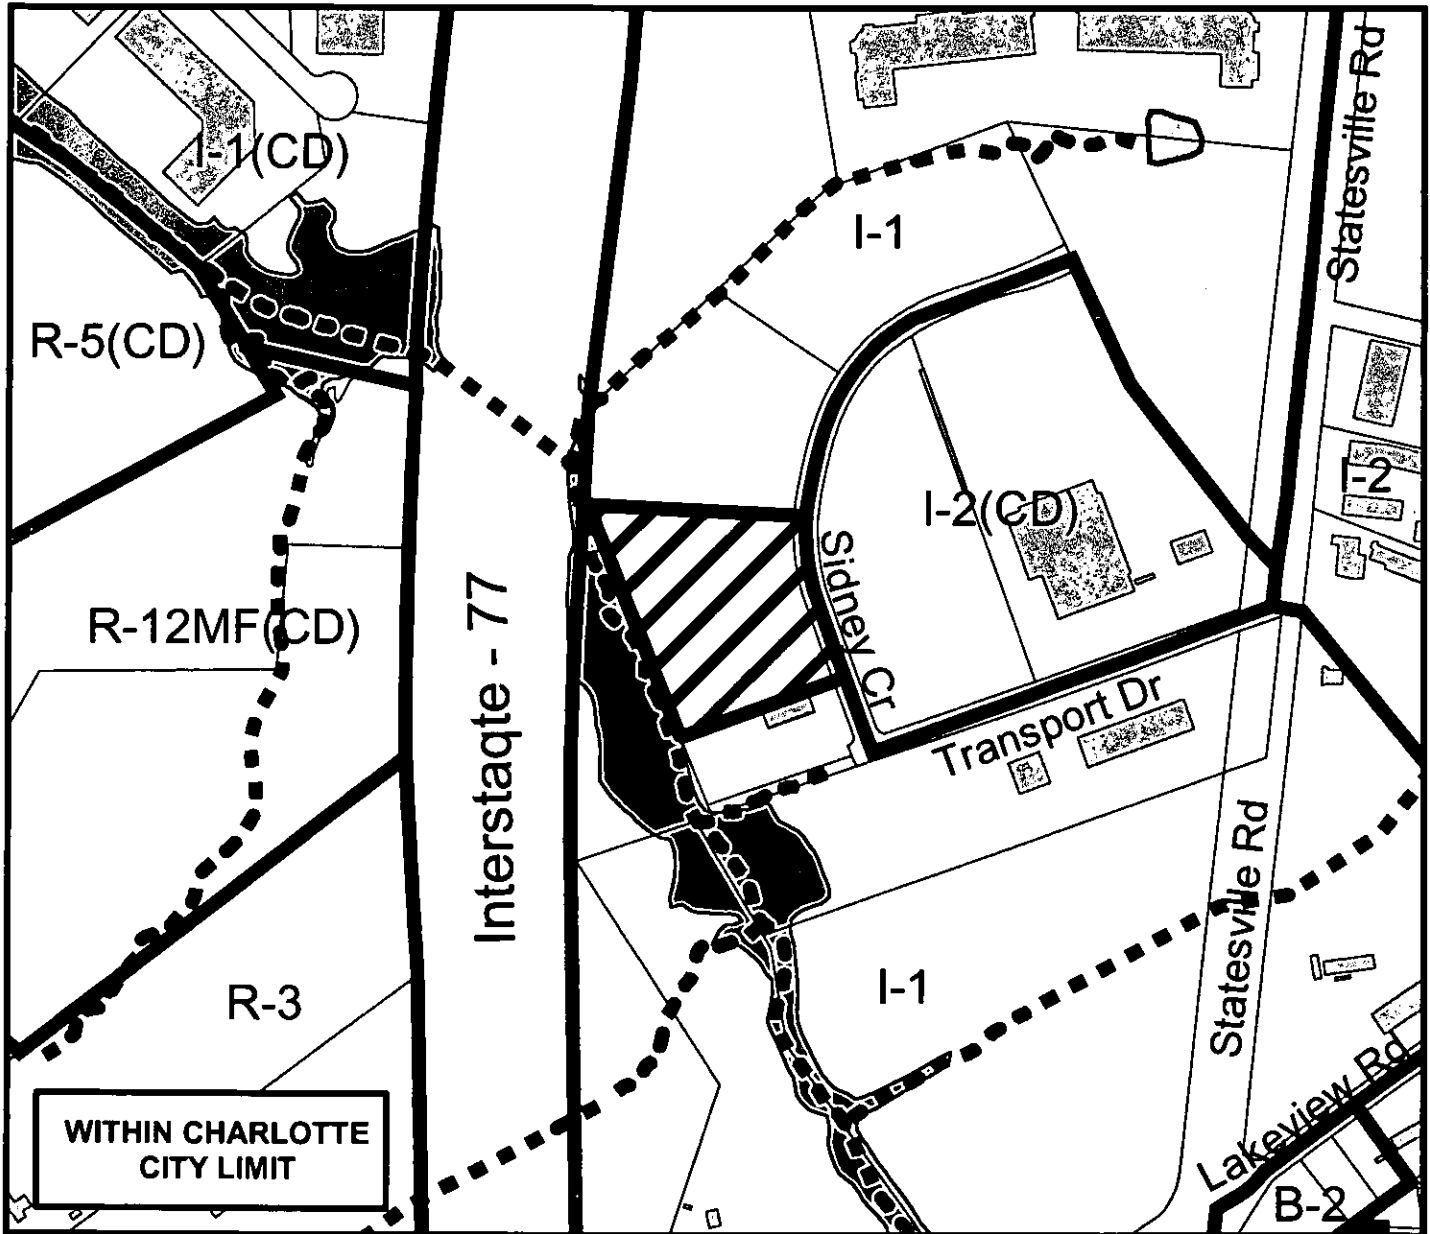 Statesville Rd
I-1(CD)
I-1
R-5(CD)
I-2
I-2(CD)
Sidney Cr
R-12MF(CD)
Interstaqte - 77
Transport Dr
Statesville Rd
I-1
R-3
Lakeview Rd
WITHIN CHARLOTTE
CITY LIMIT
B-2